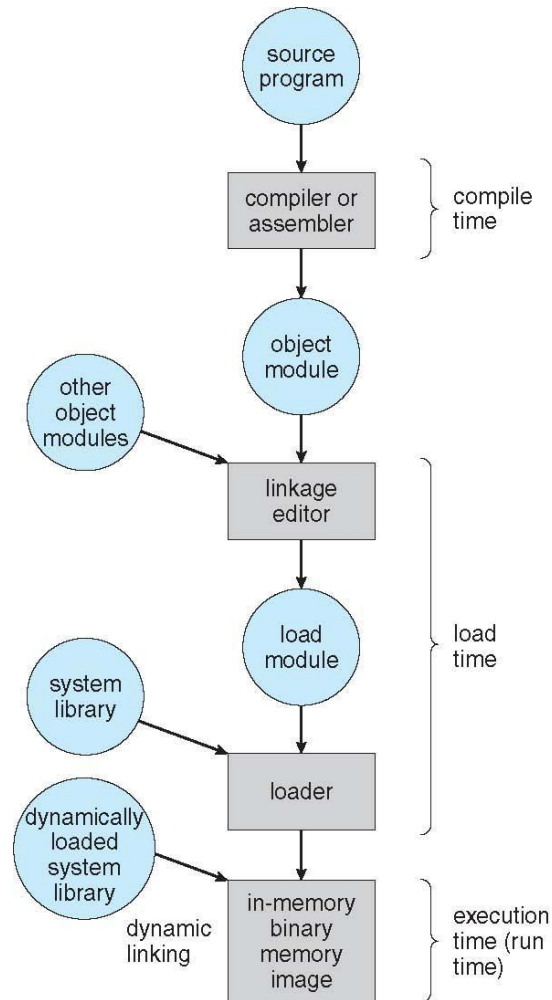 source
program
compiler or
assembler
compile
time
object
module
other
object
modules
linkage
editor
load
module
load
time
system
library
loader
dynamically
loaded
system
library
dynamic
linking
in-memory
binary
memory
image
execution
time (run
time)